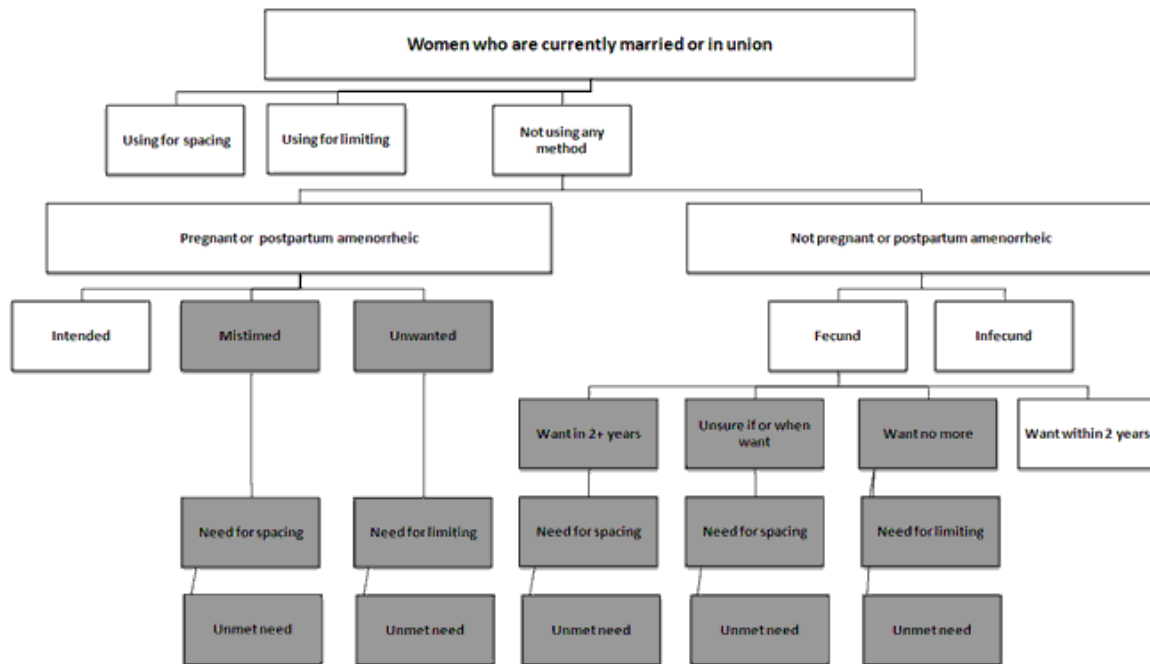 Women who are currently married or in union
Using for spacing
Using for limiting
Not using any
method
Pregnant or postpartum amenorrheic
Not pregnant or postpartum amenorrheic
Intended
Mistimed
Unwanted
Fecund
Infecund
Want in 2+ years
Unsure if or when
want
Want no more
Want within 2 years
Need for spacing
Need for limiting
Need for spacing
Need for spacing
Need for limiting
Unmet need
Unmet need
Unmet need
Unmet need
Unmet need